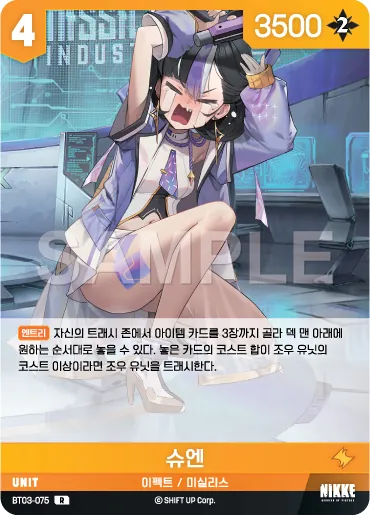 4
3500
2
MISSILIS
INDUST
SAMPLE
엔트리 자신의 트래시 존에서 아이템 카드를 3장까지 골라 덱 맨 아래에
원하는 순서대로 놓을 수 있다. 놓은 카드의 코스트 합이 조우 유닛의
코스트 이상이라면 조우 유닛을 트래시한다.
슈엔
UNIT
이팩트 / 미실리스
NIKKE
BT03-075 R
© SHIFT UP Corp.